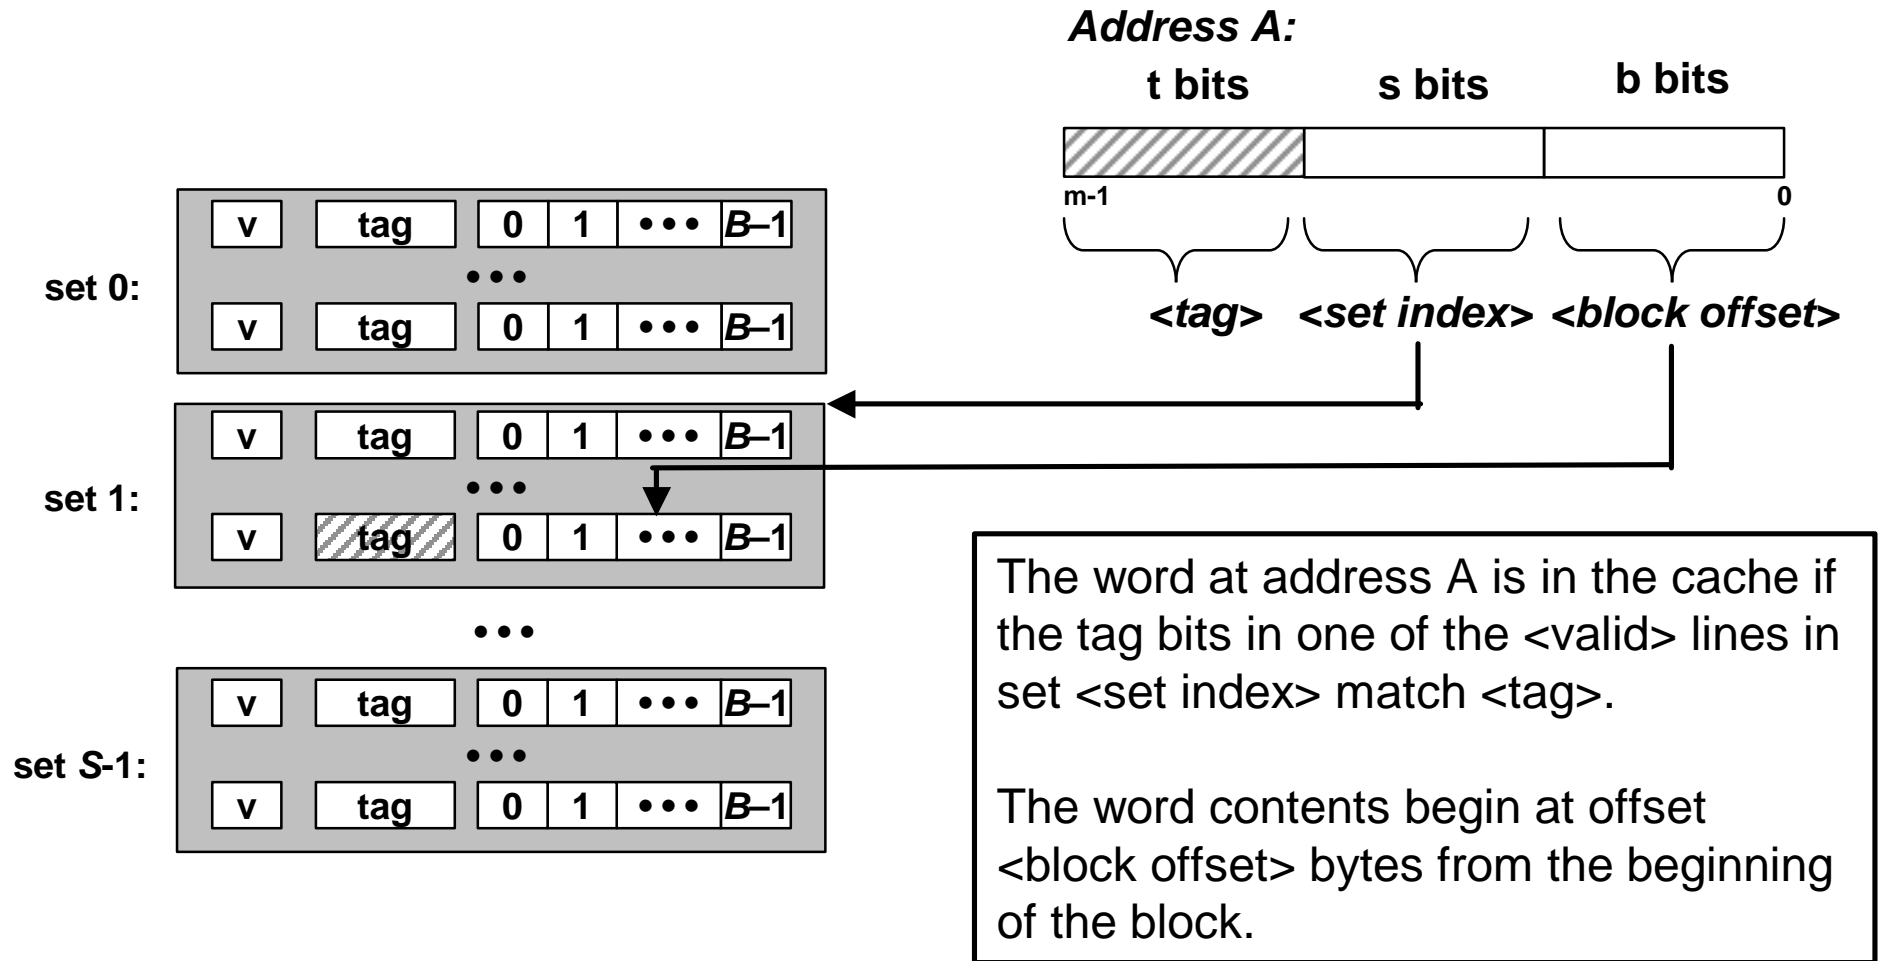 Address A:
t bits s bits b bits
m-1 0
<tag> <set index> <block offset>
v tag 0 1 ••• B–1
•••
set 0:
v tag 0 1 ••• B–1
v tag 0 1 ••• B–1
•••
set 1:
v tag 0 1 ••• B–1
•••
v tag 0 1 ••• B–1
•••
set S-1:
v tag 0 1 ••• B–1
The word at address A is in the cache if
the tag bits in one of the <valid> lines in
set <set index> match <tag>.
The word contents begin at offset
<block offset> bytes from the beginning
of the block.